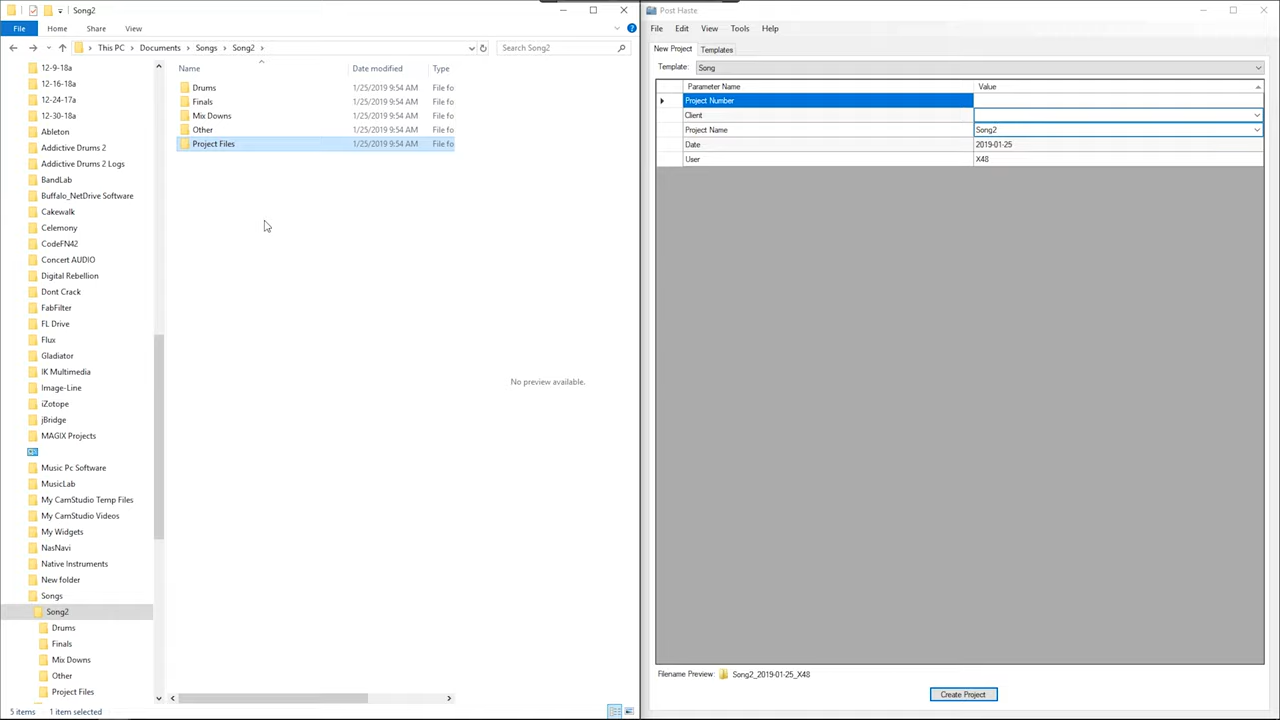 Song2
File
Home
Share
View
This PC
Documents
Songs
Song2
Search Song2
Name
Date modified
Type
12-9-18a
12-16-18a
12-24-17a
12-30-18a
Ableton
Addictive Drums 2
Addictive Drums 2 Logs
BandLab
Buffalo_NetDrive Software
Cakewalk
Celemony
CodeFN42
Concert AUDIO
Digital Rebellion
Dont Crack
FabFilter
FL Drive
Flux
Gladiator
IK Multimedia
Image-Line
iZotope
jBridge
MAGIX Projects
Music Pc Software
MusicLab
My CamStudio Temp Files
My CamStudio Videos
My Widgets
NasNavi
Native Instruments
New folder
Songs
Song2
Drums
Finals
Mix Downs
Other
Project Files
Drums 1/25/2019 9:54 AM File fo
Finals 1/25/2019 9:54 AM File fo
Mix Downs 1/25/2019 9:54 AM File fo
Other 1/25/2019 9:54 AM File fo
Project Files 1/25/2019 9:54 AM File fo
No preview available.
5 items 1 item selected
Post Haste
File Edit View Tools Help
New Project Templates
Template: Song
Parameter Name Value
Project Number
Client
Project Name Song2
Date 2019-01-25
User X48
Filename Preview: Song2_2019-01-25_X48
Create Project